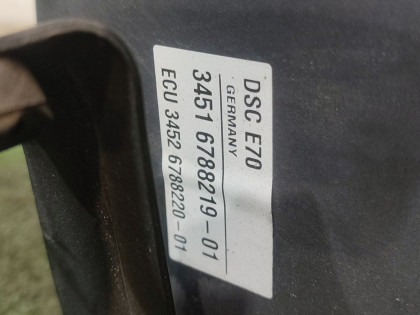 DSC E70
GERMANY
3451 6788219-01
ECU 3452 6788220-01